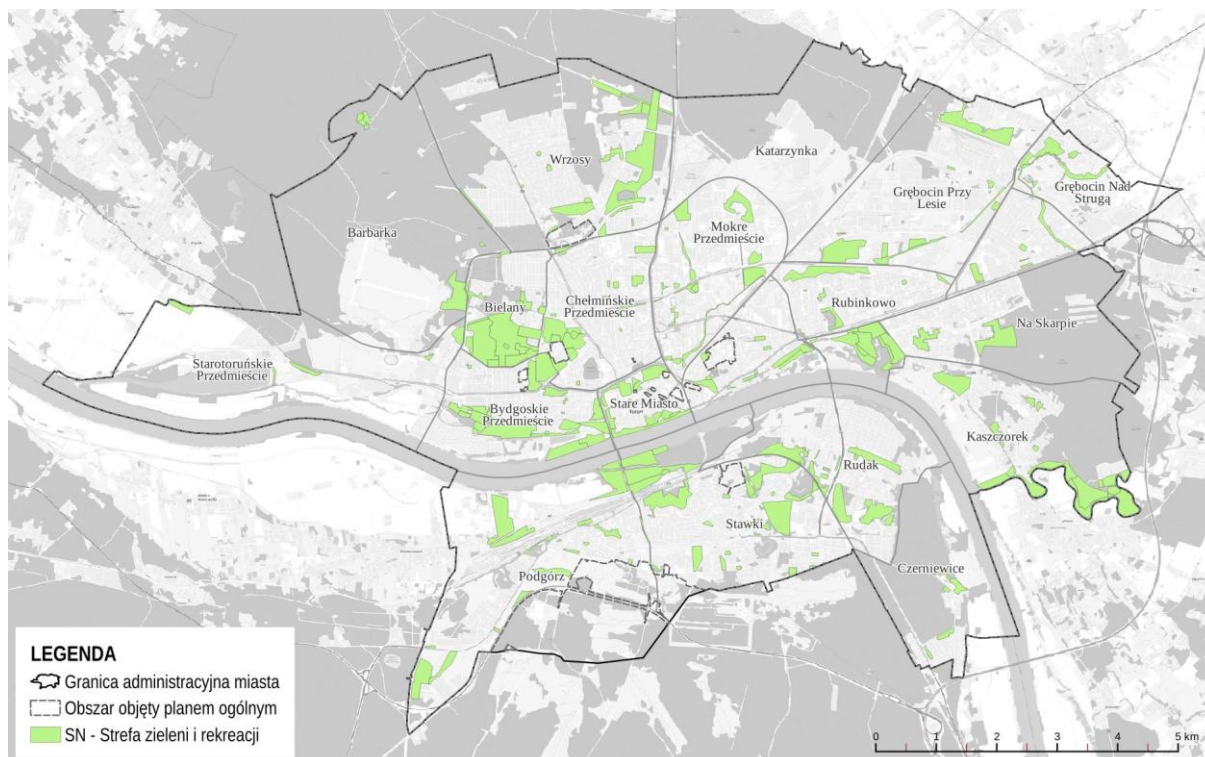 Wrzosy
Katarzynka
Grębocin Przy
Lesie
Grębocin Nad
Strugą
Barbarka
Mokre
Przedmieście
Bielany
Chełmińskie
Przedmieście
Rubinkowo
Na Skarpie
Starotoruńskie
Przedmieście
Bydgoskie
Przedmieście
Stare Miasto
Kaszczorek
Rudak
Stawki
Podgórz
Czerniewice
LEGENDA
Granica administracyjna miasta
Obszar objęty planem ogólnym
SN - Strefa zieleni i rekreacji
0 1 2 3 4 5 km